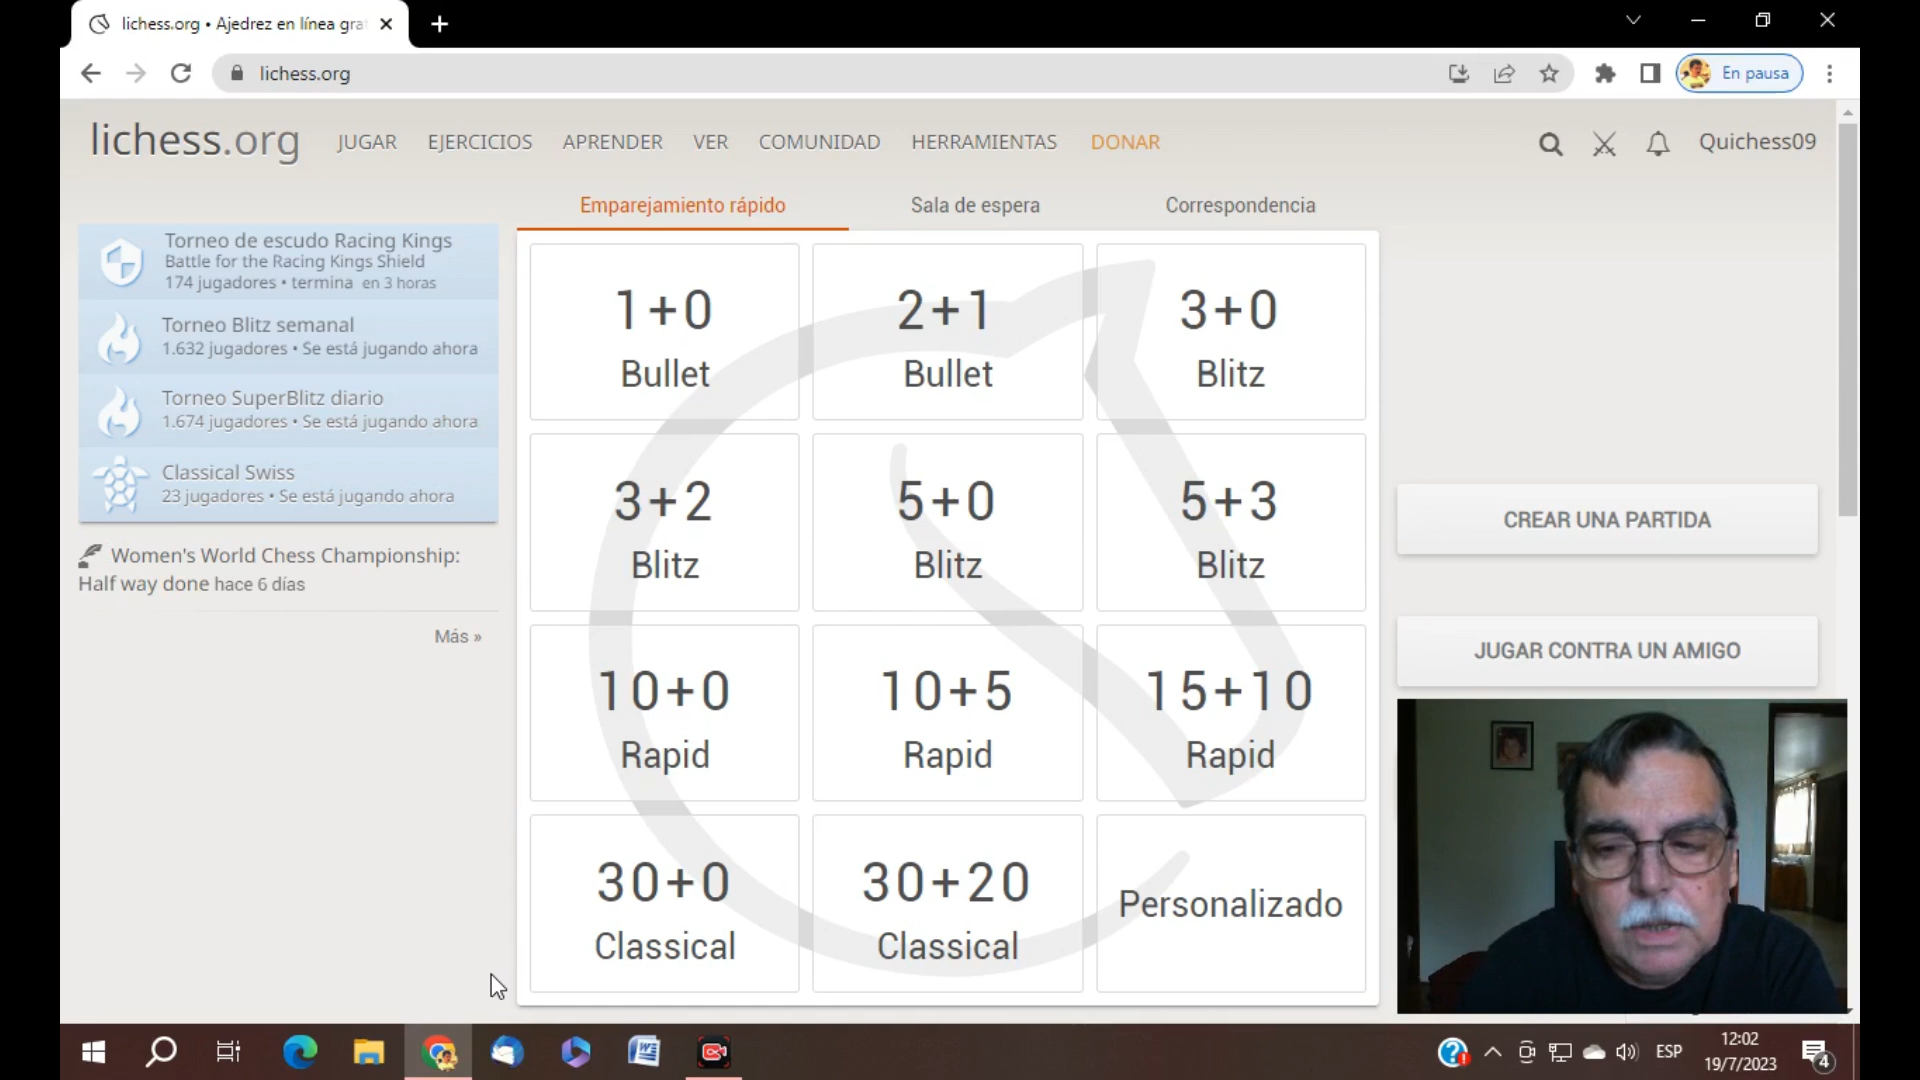 lichess.org • Ajedrez en línea gra
lichess.org
En pausa
lichess.org JUGAR EJERCICIOS APRENDER VER COMUNIDAD HERRAMIENTAS DONAR Quichess09
Emparejamiento rápido Sala de espera Correspondencia
Torneo de escudo Racing Kings
Battle for the Racing Kings Shield
174 jugadores • termina en 3 horas
Torneo Blitz semanal
1.632 jugadores • Se está jugando ahora
Torneo SuperBlitz diario
1.674 jugadores • Se está jugando ahora
Classical Swiss
23 jugadores • Se está jugando ahora
Women's World Chess Championship:
Half way done hace 6 días
Más »
1+0 2+1 3+0
Bullet Bullet Blitz
3+2 5+0 5+3
Blitz Blitz Blitz
10+0 10+5 15+10
Rapid Rapid Rapid
30+0 30+20
Classical Classical Personalizado
CREAR UNA PARTIDA
JUGAR CONTRA UN AMIGO
ESP
12:02
19/7/2023
4